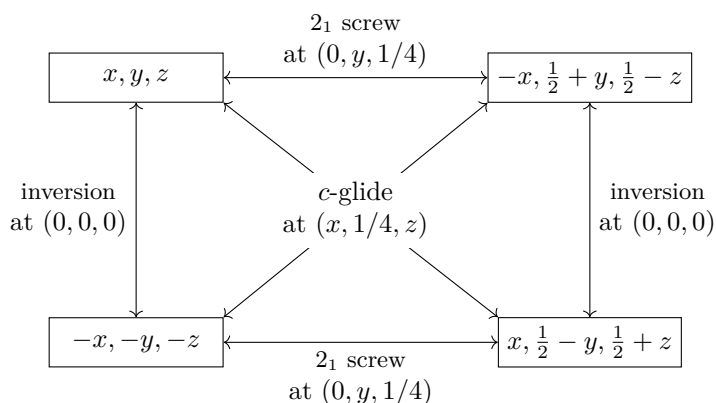 2₁ screw
at (0, y, 1/4)
x, y, z
−x, ½ + y, ½ − z
inversion
at (0, 0, 0)
c-glide
at (x, 1/4, z)
inversion
at (0, 0, 0)
−x, −y, −z
x, ½ − y, ½ + z
2₁ screw
at (0, y, 1/4)